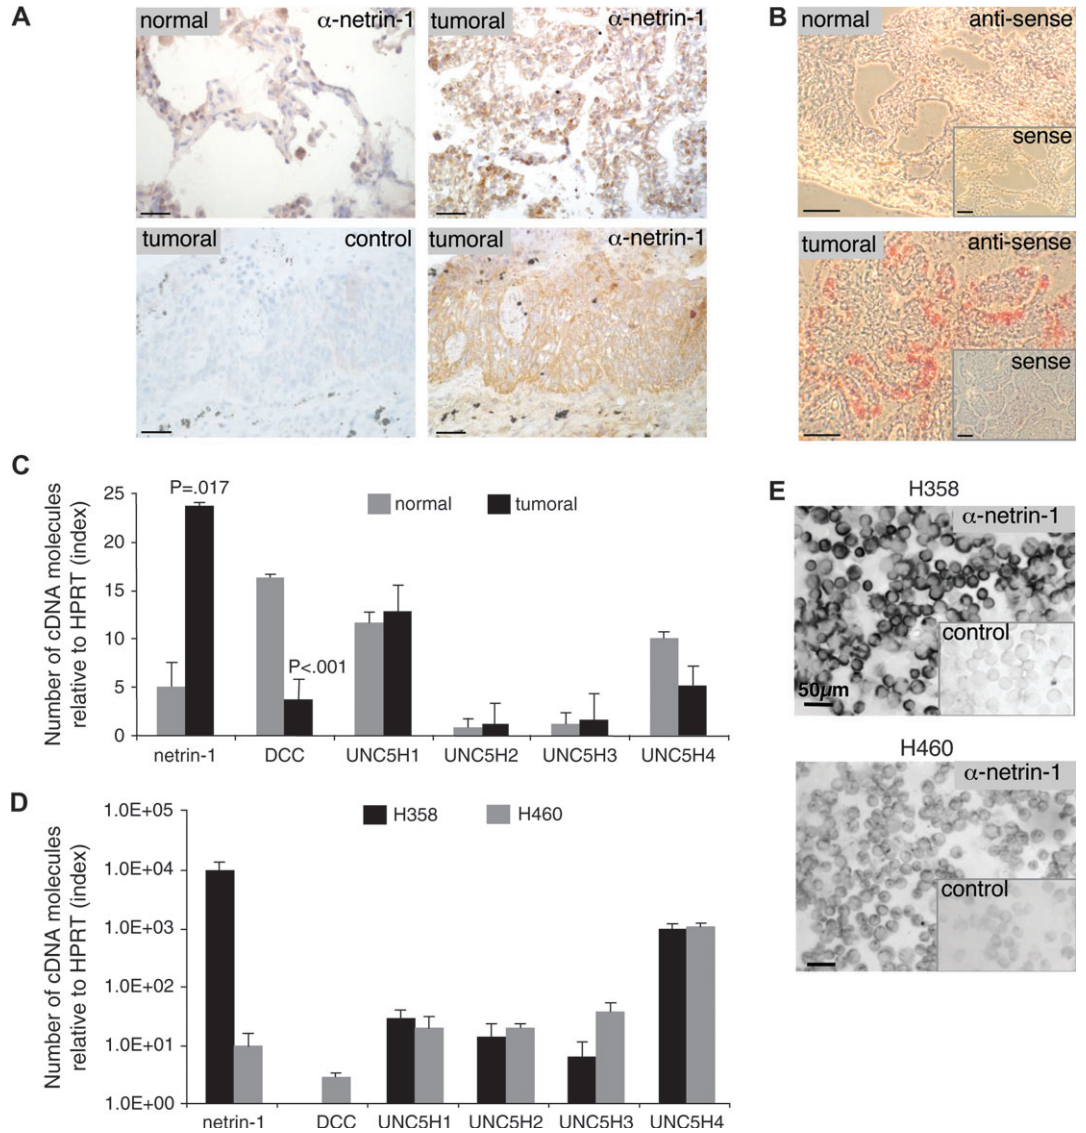 A
normal α-netrin-1
tumoral α-netrin-1
tumoral control
tumoral α-netrin-1
B
normal anti-sense
sense
tumoral anti-sense
sense
C
Number of cDNA molecules
relative to HPRT (index)
25
20
15
10
5
0
P=.017
P<.001
normal tumoral
netrin-1 DCC UNC5H1 UNC5H2 UNC5H3 UNC5H4
D
Number of cDNA molecules
relative to HPRT (index)
1.0E+05
1.0E+04
1.0E+03
1.0E+02
1.0E+01
1.0E+00
H358 H460
netrin-1 DCC UNC5H1 UNC5H2 UNC5H3 UNC5H4
E
H358
α-netrin-1
control
50µm
H460
α-netrin-1
control